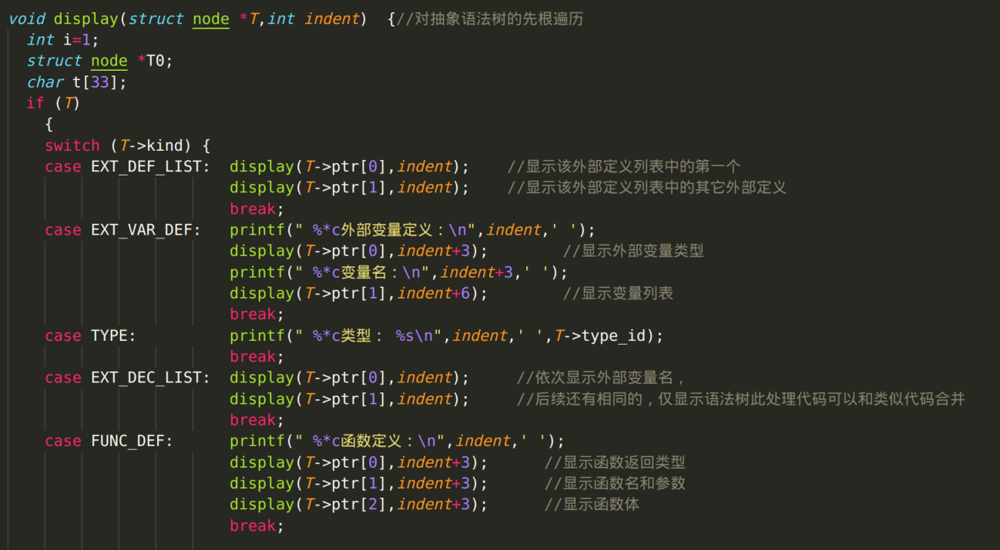 void display(struct node *T,int indent)  {//对抽象语法树的先根遍历
  int i=1;
  struct node *T0;
  char t[33];
  if (T)
    {
    switch (T->kind) {
    case EXT_DEF_LIST:  display(T->ptr[0],indent);    //显示该外部定义列表中的第一个
                        display(T->ptr[1],indent);    //显示该外部定义列表中的其它外部定义
                        break;
    case EXT_VAR_DEF:   printf(" %*c外部变量定义：\n",indent,' ');
                        display(T->ptr[0],indent+3);        //显示外部变量类型
                        printf(" %*c变量名：\n",indent+3,' ');
                        display(T->ptr[1],indent+6);        //显示变量列表
                        break;
    case TYPE:          printf(" %*c类型： %s\n",indent,' ',T->type_id);
                        break;
    case EXT_DEC_LIST:  display(T->ptr[0],indent);     //依次显示外部变量名，
                        display(T->ptr[1],indent);     //后续还有相同的，仅显示语法树此处理代码可以和类似代码合并
                        break;
    case FUNC_DEF:      printf(" %*c函数定义：\n",indent,' ');
                        display(T->ptr[0],indent+3);      //显示函数返回类型
                        display(T->ptr[1],indent+3);      //显示函数名和参数
                        display(T->ptr[2],indent+3);      //显示函数体
                        break;